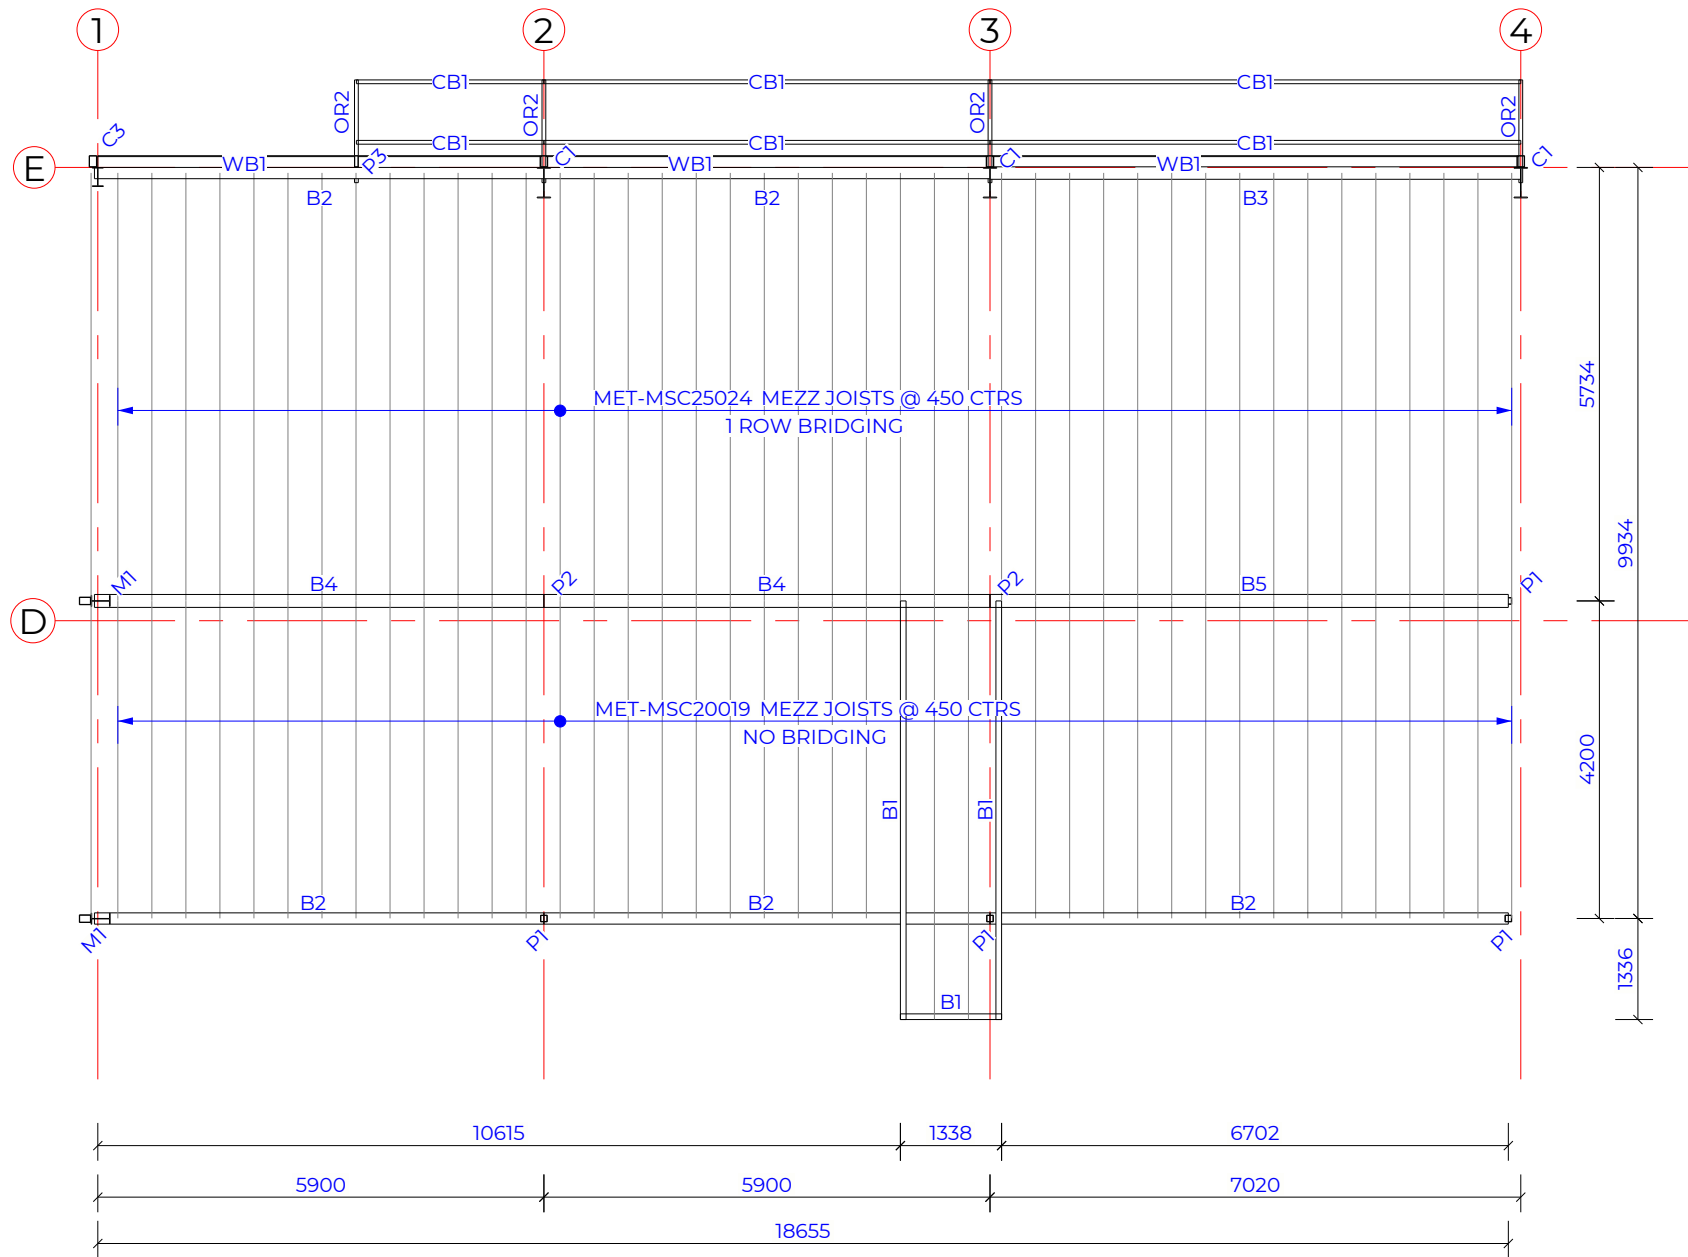 1 2 3 4
CB1 CB1 CB1
OR2 OR2 OR2 OR2
CB1 CB1 CB1
C3 P3 C1 C1 C1
E WB1 WB1 WB1
B2 B2 B3
MET-MSC25024 MEZZ JOISTS @ 450 CTRS
1 ROW BRIDGING
5734
9934
M1 B4 P2 B4 P2 B5 P1
D
MET-MSC20019 MEZZ JOISTS @ 450 CTRS
NO BRIDGING
4200
B1 B1
B2 B2 B2
M1 P1 P1 P1
1336
B1
10615 1338 6702
5900 5900 7020
18655